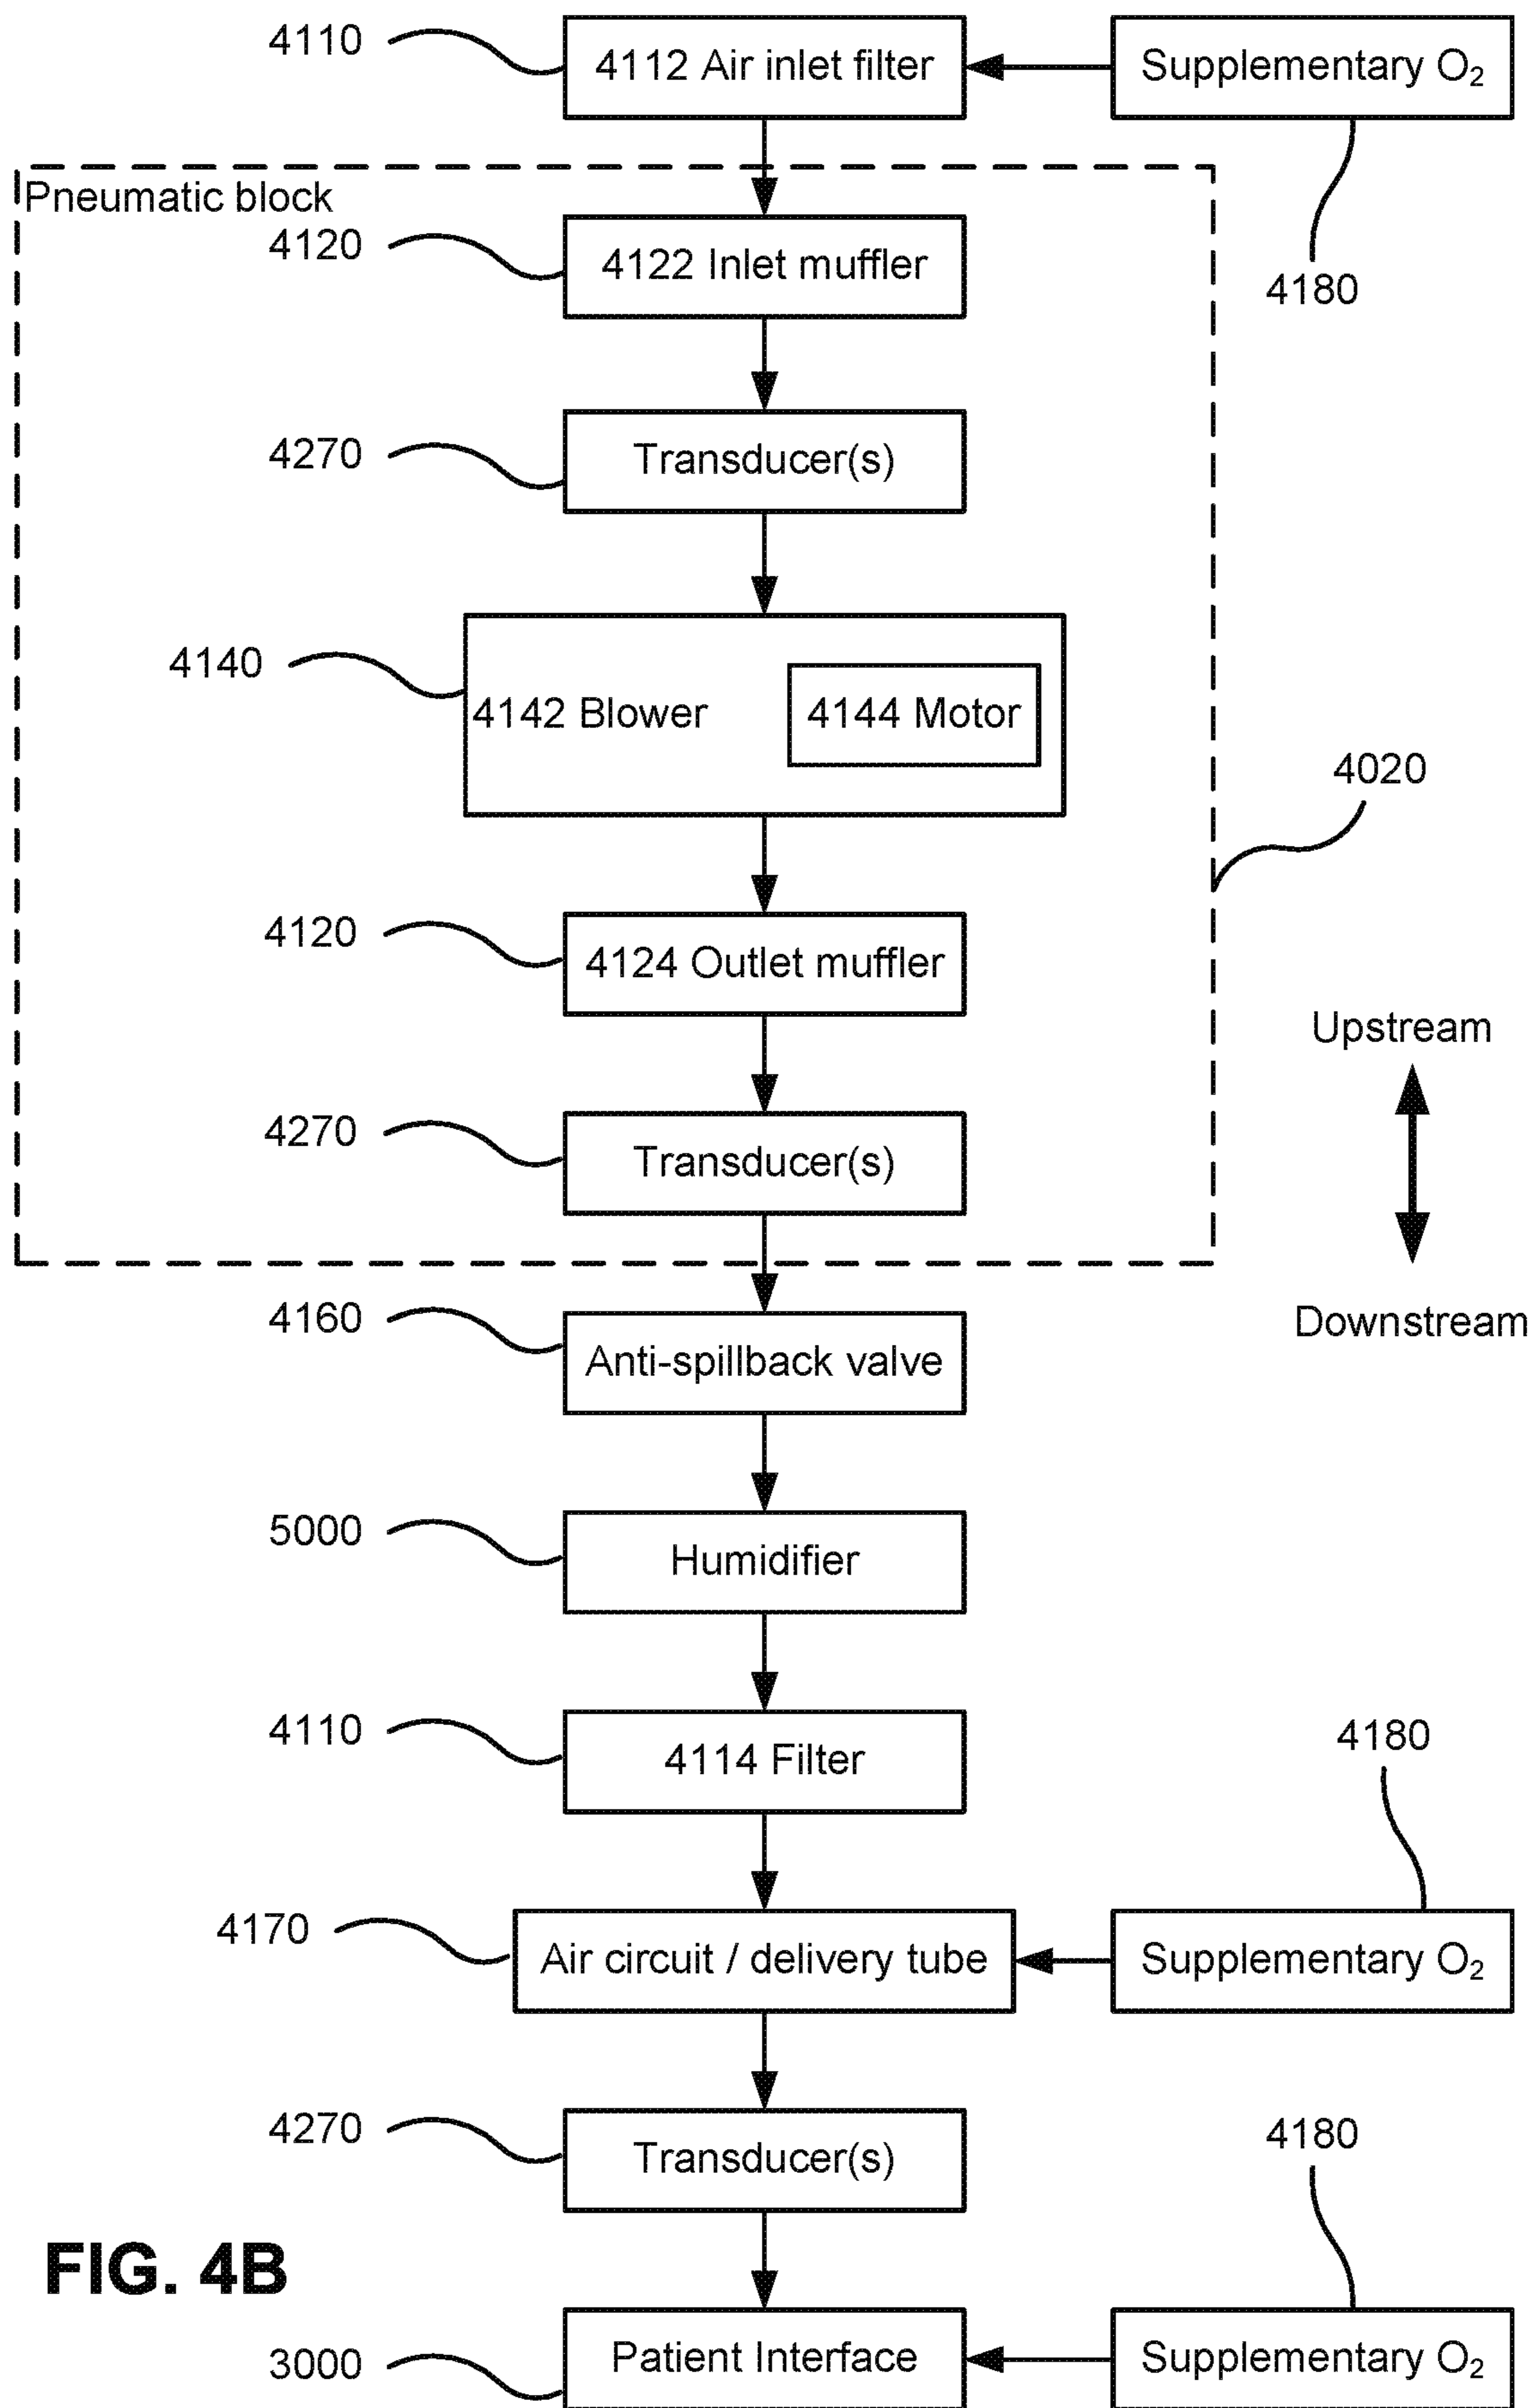 4110
4112 Air inlet filter
Supplementary O₂
Pneumatic block
4120
4122 Inlet muffler
4180
4270
Transducer(s)
4140
4142 Blower
4144 Motor
4020
4120
4124 Outlet muffler
Upstream
4270
Transducer(s)
4160
Anti-spillback valve
Downstream
5000
Humidifier
4110
4114 Filter
4180
4170
Air circuit / delivery tube
Supplementary O₂
4270
Transducer(s)
4180
FIG. 4B
3000
Patient Interface
Supplementary O₂